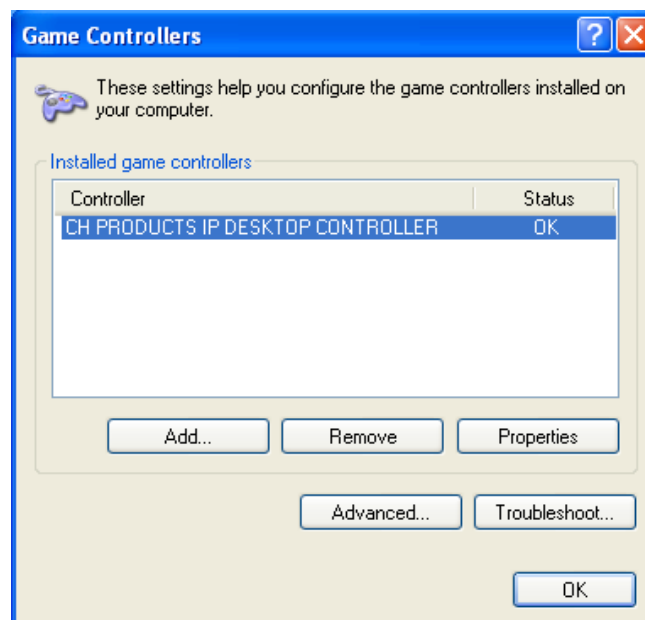 Game Controllers
These settings help you configure the game controllers installed on
your computer.
Installed game controllers
Controller Status
CH PRODUCTS IP DESKTOP CONTROLLER OK
Add... Remove Properties
Advanced... Troubleshoot...
OK